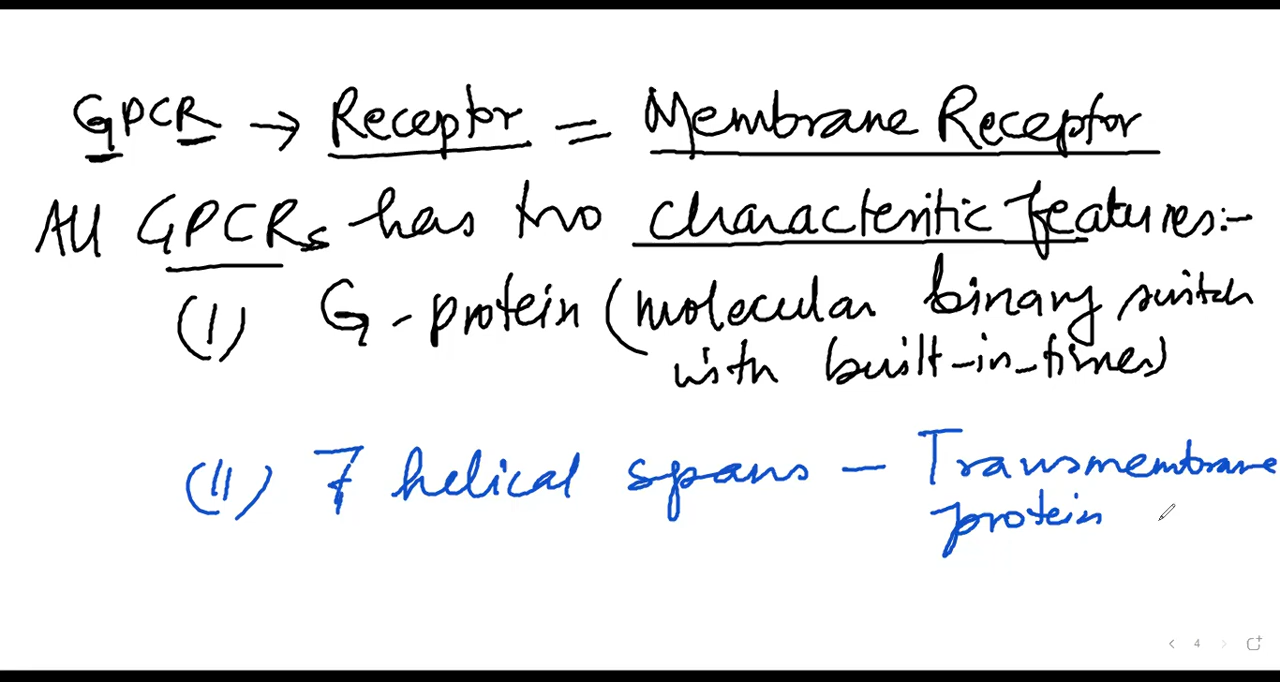 GPCR → Receptor = Membrane Receptor
All GPCRs has two characteritic features:-
(I) G-protein (molecular binary switch
with built-in-timer)
(II) 7 helical spans - Transmembrane
protein
< 4 >